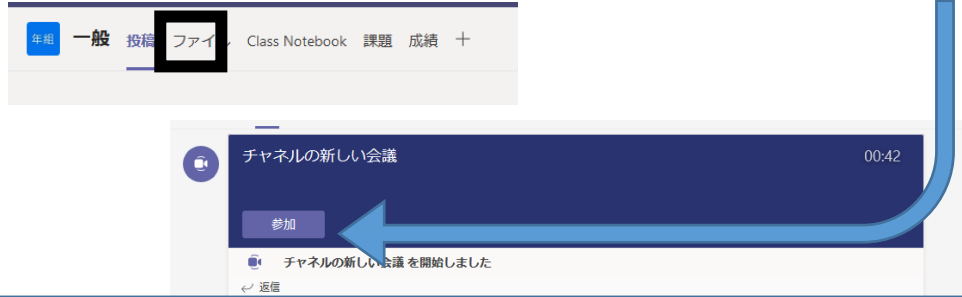 年組 一般 投稿 ファイル Class Notebook 課題 成績 +
チャネルの新しい会議 00:42
参加
チャネルの新しい会議 を開始しました
返信